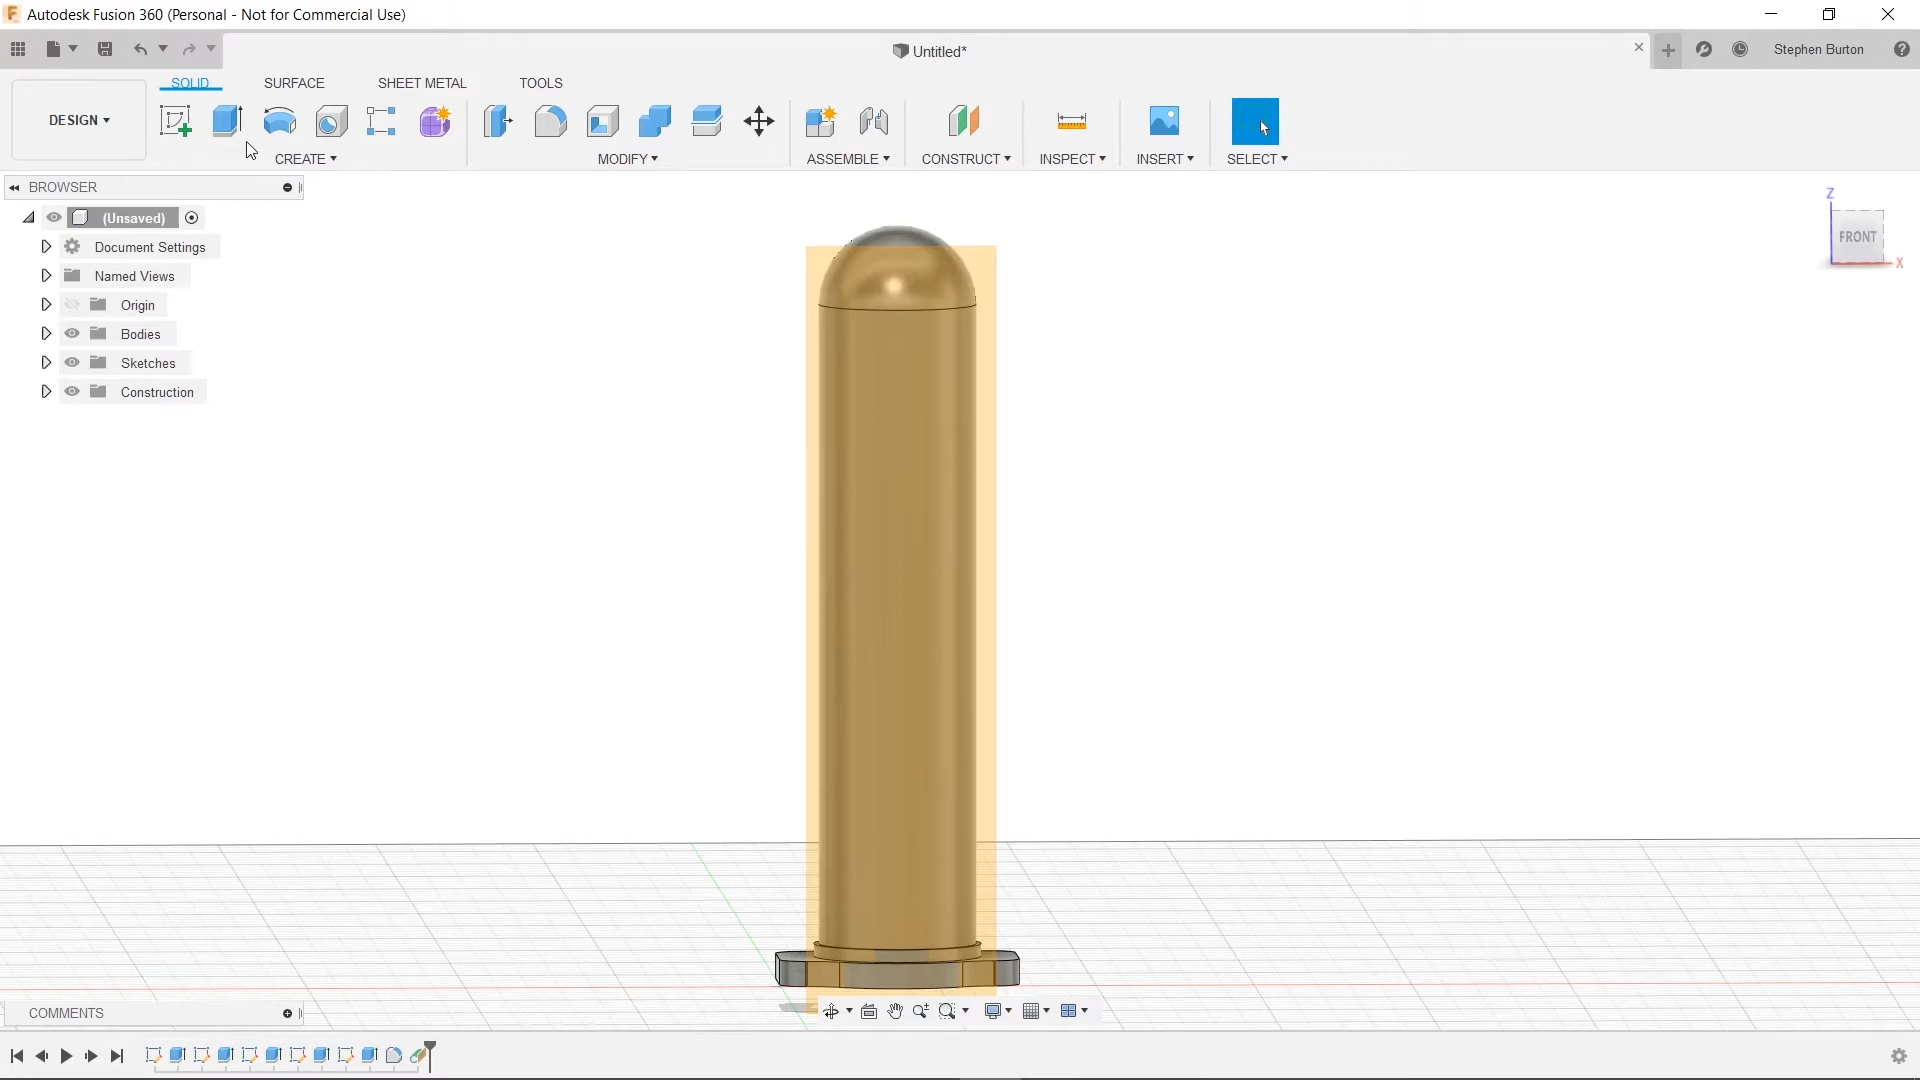 Autodesk Fusion 360 (Personal - Not for Commercial Use)
Untitled*
Stephen Burton
SOLID SURFACE SHEET METAL TOOLS
DESIGN
CREATE MODIFY ASSEMBLE CONSTRUCT INSPECT INSERT SELECT
BROWSER
(Unsaved)
Document Settings
Named Views
Origin
Bodies
Sketches
Construction
Z
FRONT
X
COMMENTS